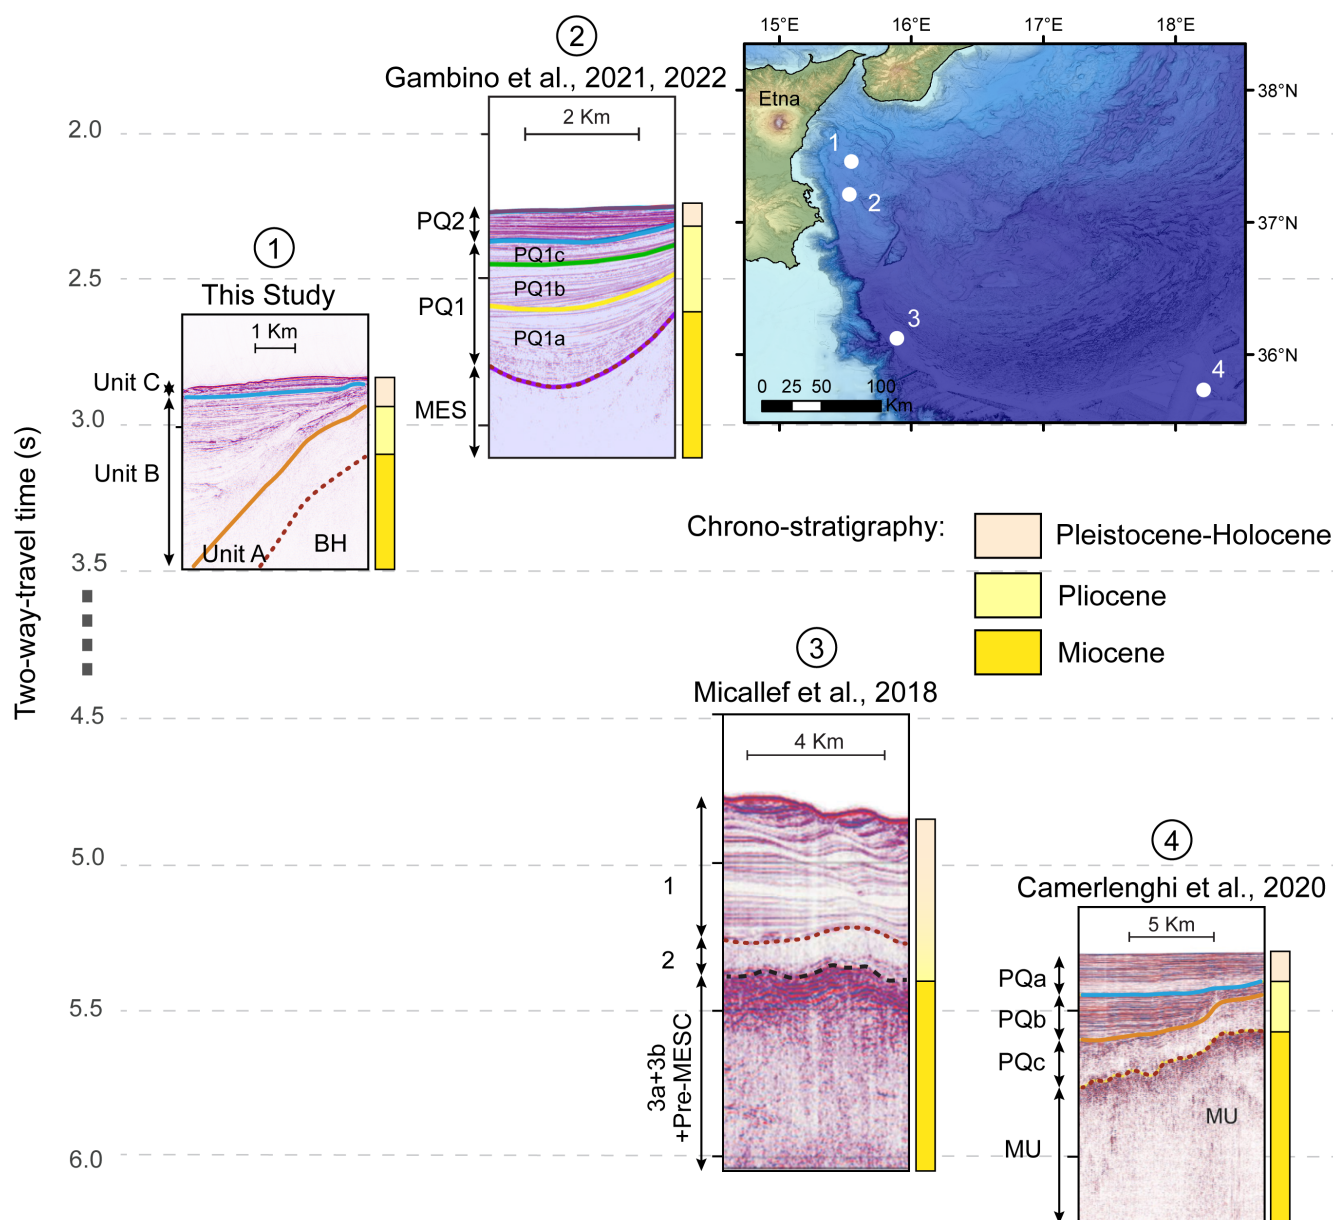 2
Gambino et al., 2021, 2022
2 Km
PQ2
PQ1
MES
PQ1c
PQ1b
PQ1a
15°E
16°E
17°E
18°E
38°N
37°N
36°N
Etna
1
2
3
4
0 25 50 100
Km
1
This Study
1 Km
Unit C
Unit B
Unit A
BH
Two-way-travel time (s)
2.0
2.5
3.0
3.5
4.5
5.0
5.5
6.0
Chrono-stratigraphy:
Pleistocene-Holocene
Pliocene
Miocene
3
Micallef et al., 2018
4 Km
1
2
3a+3b
+Pre-MESC
4
Camerlenghi et al., 2020
5 Km
PQa
PQb
PQc
MU
MU